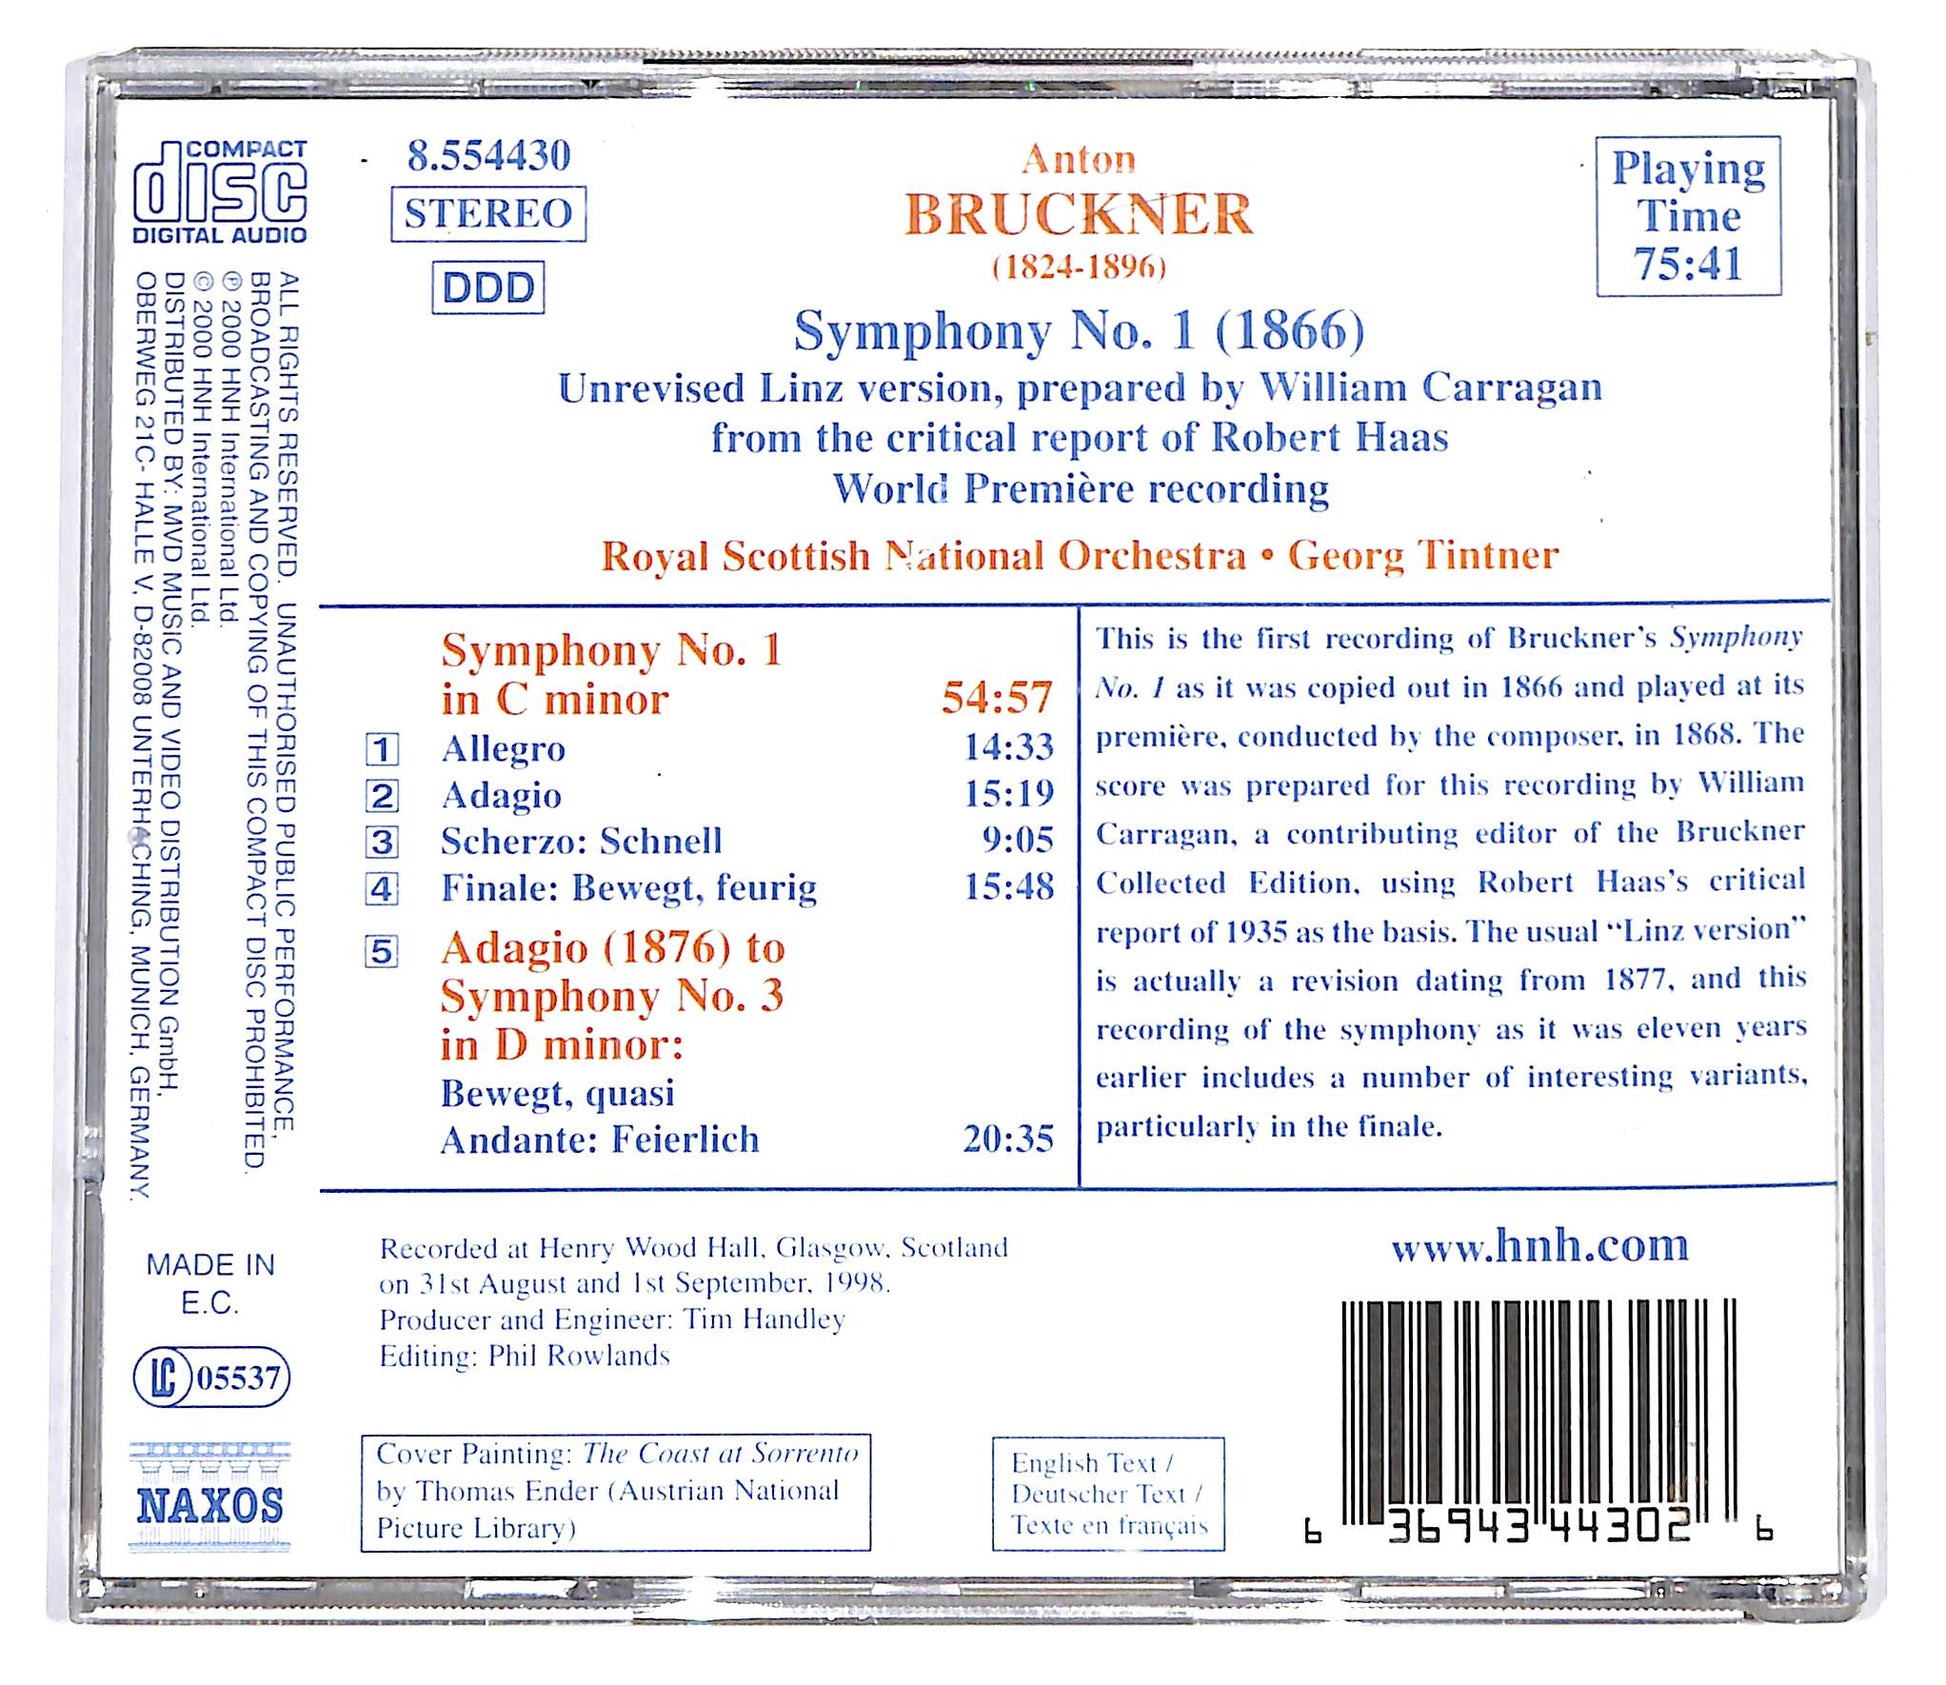 COMPACT
disc
DIGITAL AUDIO
8.554430
STEREO
DDD
Anton
BRUCKNER
(1824-1896)
Playing
Time
75:41
Symphony No. 1 (1866)
Unrevised Linz version, prepared by William Carragan
from the critical report of Robert Haas
World Première recording
Royal Scottish National Orchestra • Georg Tintner
ALL RIGHTS RESERVED. UNAUTHORISED PUBLIC PERFORMANCE,
BROADCASTING AND COPYING OF THIS COMPACT DISC PROHIBITED.
℗ 2000 HNH International Ltd.
© 2000 HNH International Ltd.
DISTRIBUTED BY: MVD MUSIC AND VIDEO DISTRIBUTION GmbH,
OBERWEG 21C- HALLE V, D-82008 UNTERHACHING, MUNICH, GERMANY.
Symphony No. 1
in C minor 54:57
1 Allegro 14:33
2 Adagio 15:19
3 Scherzo: Schnell 9:05
4 Finale: Bewegt, feurig 15:48
5 Adagio (1876) to
Symphony No. 3
in D minor:
Bewegt, quasi
Andante: Feierlich 20:35
This is the first recording of Bruckner's Symphony
No. 1 as it was copied out in 1866 and played at its
première, conducted by the composer, in 1868. The
score was prepared for this recording by William
Carragan, a contributing editor of the Bruckner
Collected Edition, using Robert Haas's critical
report of 1935 as the basis. The usual “Linz version”
is actually a revision dating from 1877, and this
recording of the symphony as it was eleven years
earlier includes a number of interesting variants,
particularly in the finale.
MADE IN
E.C.
LC 05537
NAXOS
Recorded at Henry Wood Hall, Glasgow, Scotland
on 31st August and 1st September, 1998.
Producer and Engineer: Tim Handley
Editing: Phil Rowlands
Cover Painting: The Coast at Sorrento
by Thomas Ender (Austrian National
Picture Library)
English Text /
Deutscher Text /
Texte en français
www.hnh.com
6 36943 44302 6